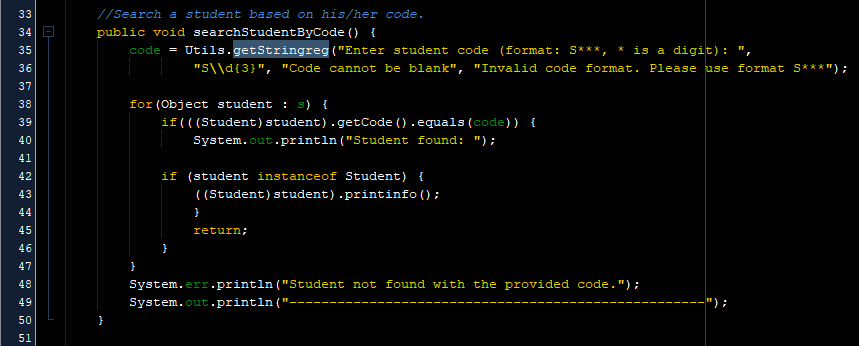 33 //Search a student based on his/her code.
34 public void searchStudentByCode() {
35 code = Utils.getStringreg("Enter student code (format: S***, * is a digit): ",
36 "S\\d{3}", "Code cannot be blank", "Invalid code format. Please use format S***");
37
38 for(Object student : s) {
39 if(((Student)student).getCode().equals(code)) {
40 System.out.println("Student found: ");
41
42 if (student instanceof Student) {
43 ((Student)student).printinfo();
44 }
45 return;
46 }
47 }
48 System.err.println("Student not found with the provided code.");
49 System.out.println("----------------------------------------------------");
50 }
51